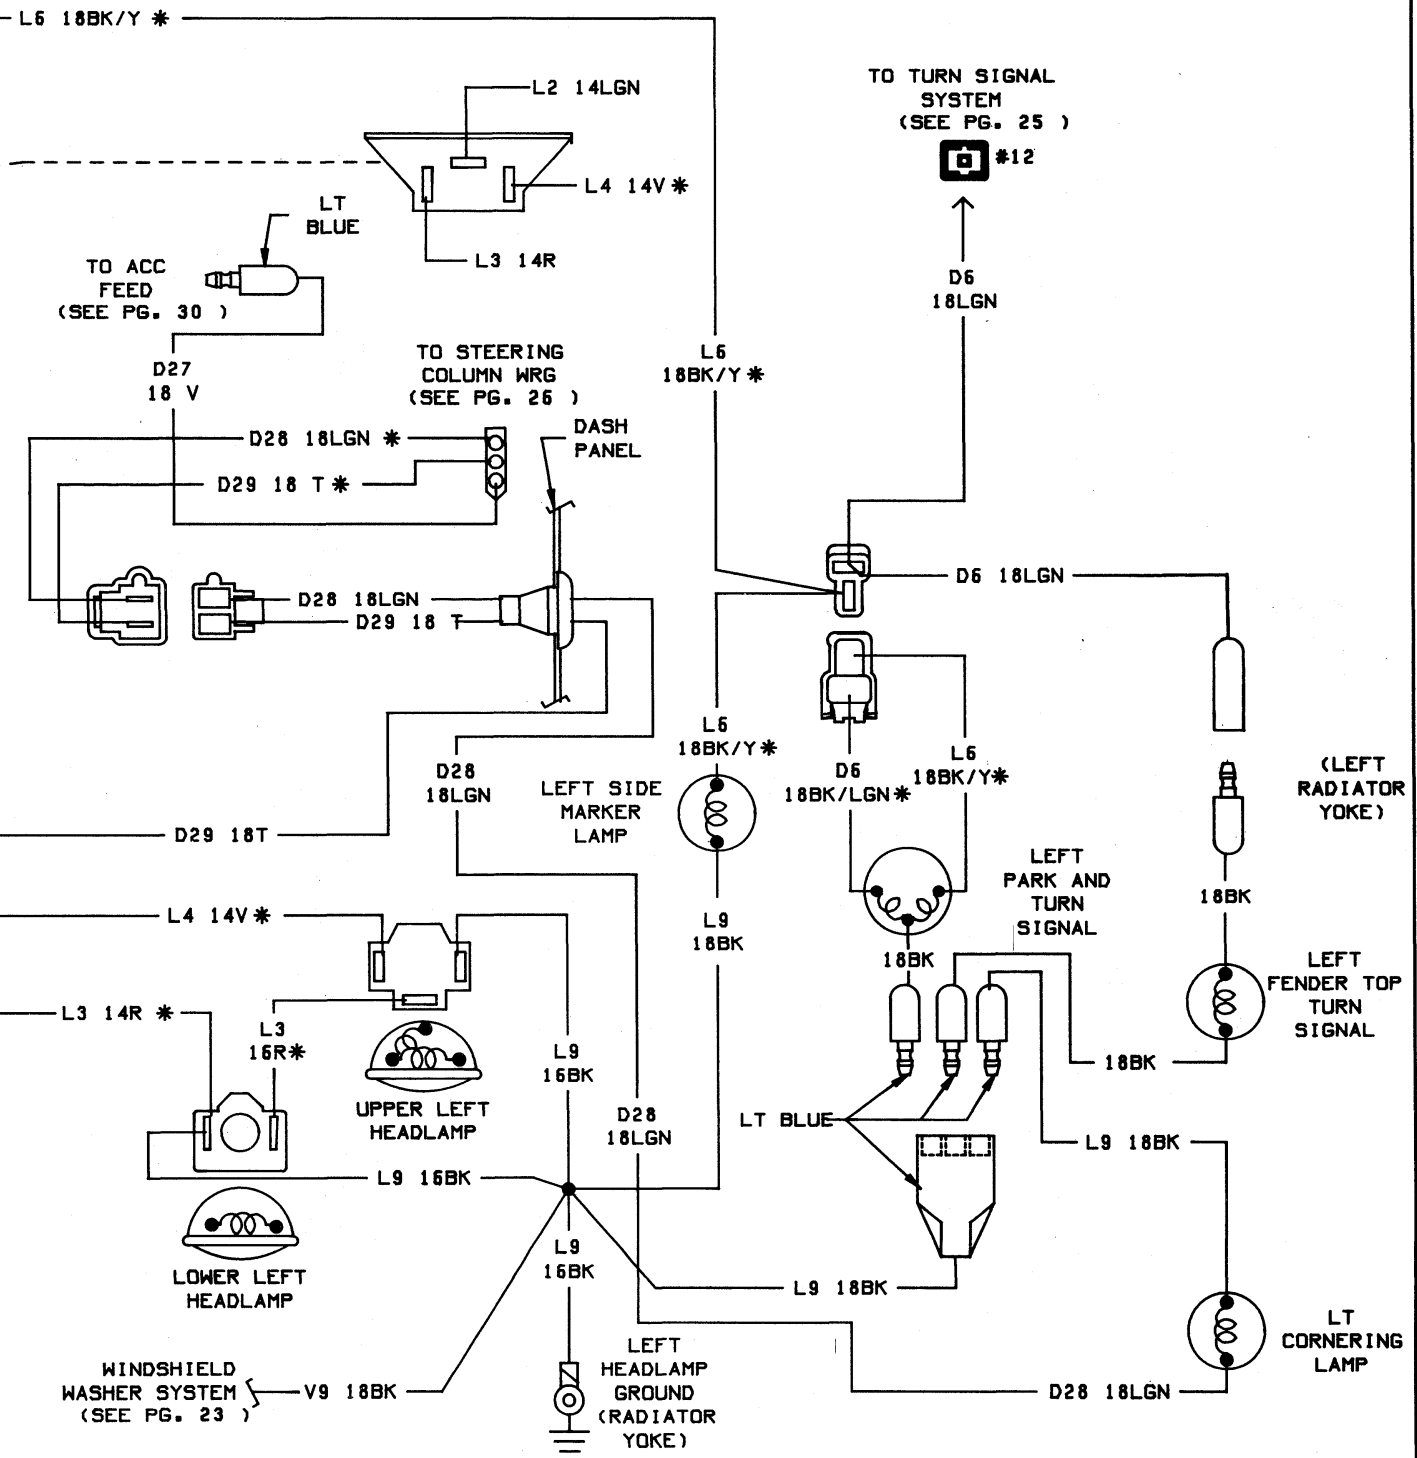 L6 18BK/Y *
L2 14LGN
TO TURN SIGNAL
SYSTEM
(SEE PG. 25 )
#12
L4 14V *
LT
BLUE
L3 14R
TO ACC
FEED
(SEE PG. 30 )
D6
18LGN
D27
18 V
TO STEERING
COLUMN WRG
(SEE PG. 26 )
L6
18BK/Y *
D28 18LGN *
DASH
PANEL
D29 18 T *
D6 18LGN
D28 18LGN
D29 18 T
L6
18BK/Y *
D6
18BK/LGN *
L6
18BK/Y *
D28
18LGN
LEFT SIDE
MARKER
LAMP
(LEFT
RADIATOR
YOKE)
D29 18T
LEFT
PARK AND
TURN
SIGNAL
18BK
L4 14V *
L9
18BK
18BK
LEFT
FENDER TOP
TURN
SIGNAL
L3 14R *
L3
16R *
L9
16BK
18BK
UPPER LEFT
HEADLAMP
D28
18LGN
LT BLUE
L9 18BK
L9 16BK
L9
16BK
LOWER LEFT
HEADLAMP
L9 18BK
LT
CORNERING
LAMP
LEFT
HEADLAMP
GROUND
(RADIATOR
YOKE)
WINDSHIELD
WASHER SYSTEM
(SEE PG. 23 )
V9 18BK
D28 18LGN